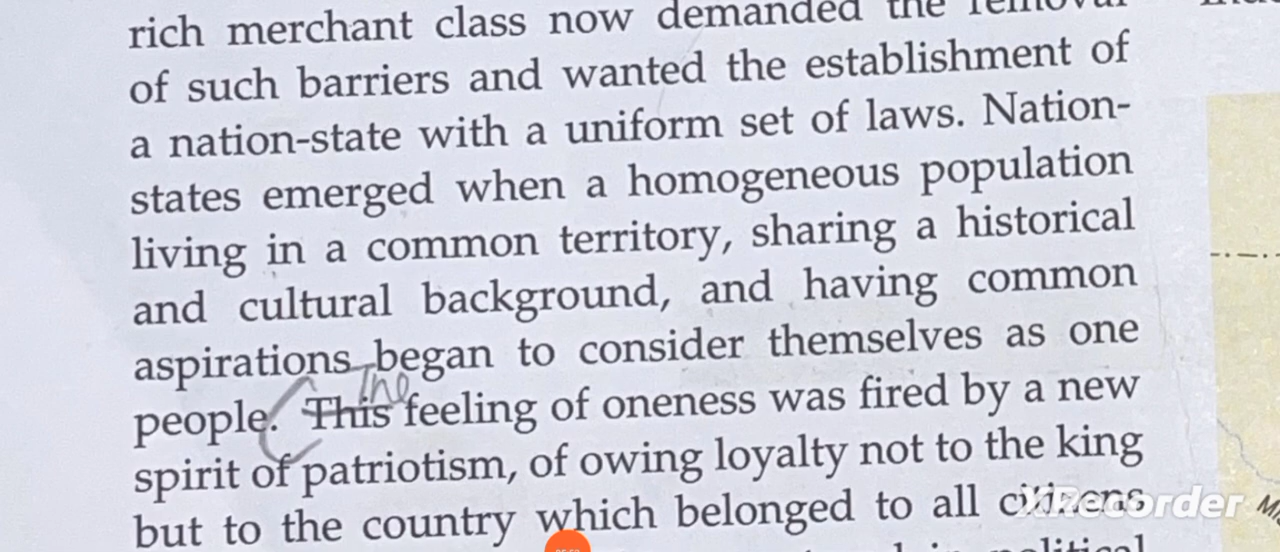 rich merchant class now demanded the removal
of such barriers and wanted the establishment of
a nation-state with a uniform set of laws. Nation-
states emerged when a homogeneous population
living in a common territory, sharing a historical
and cultural background, and having common
aspirations began to consider themselves as one
The
people. This feeling of oneness was fired by a new
spirit of patriotism, of owing loyalty not to the king
but to the country which belonged to all citizens
XRecorder
political